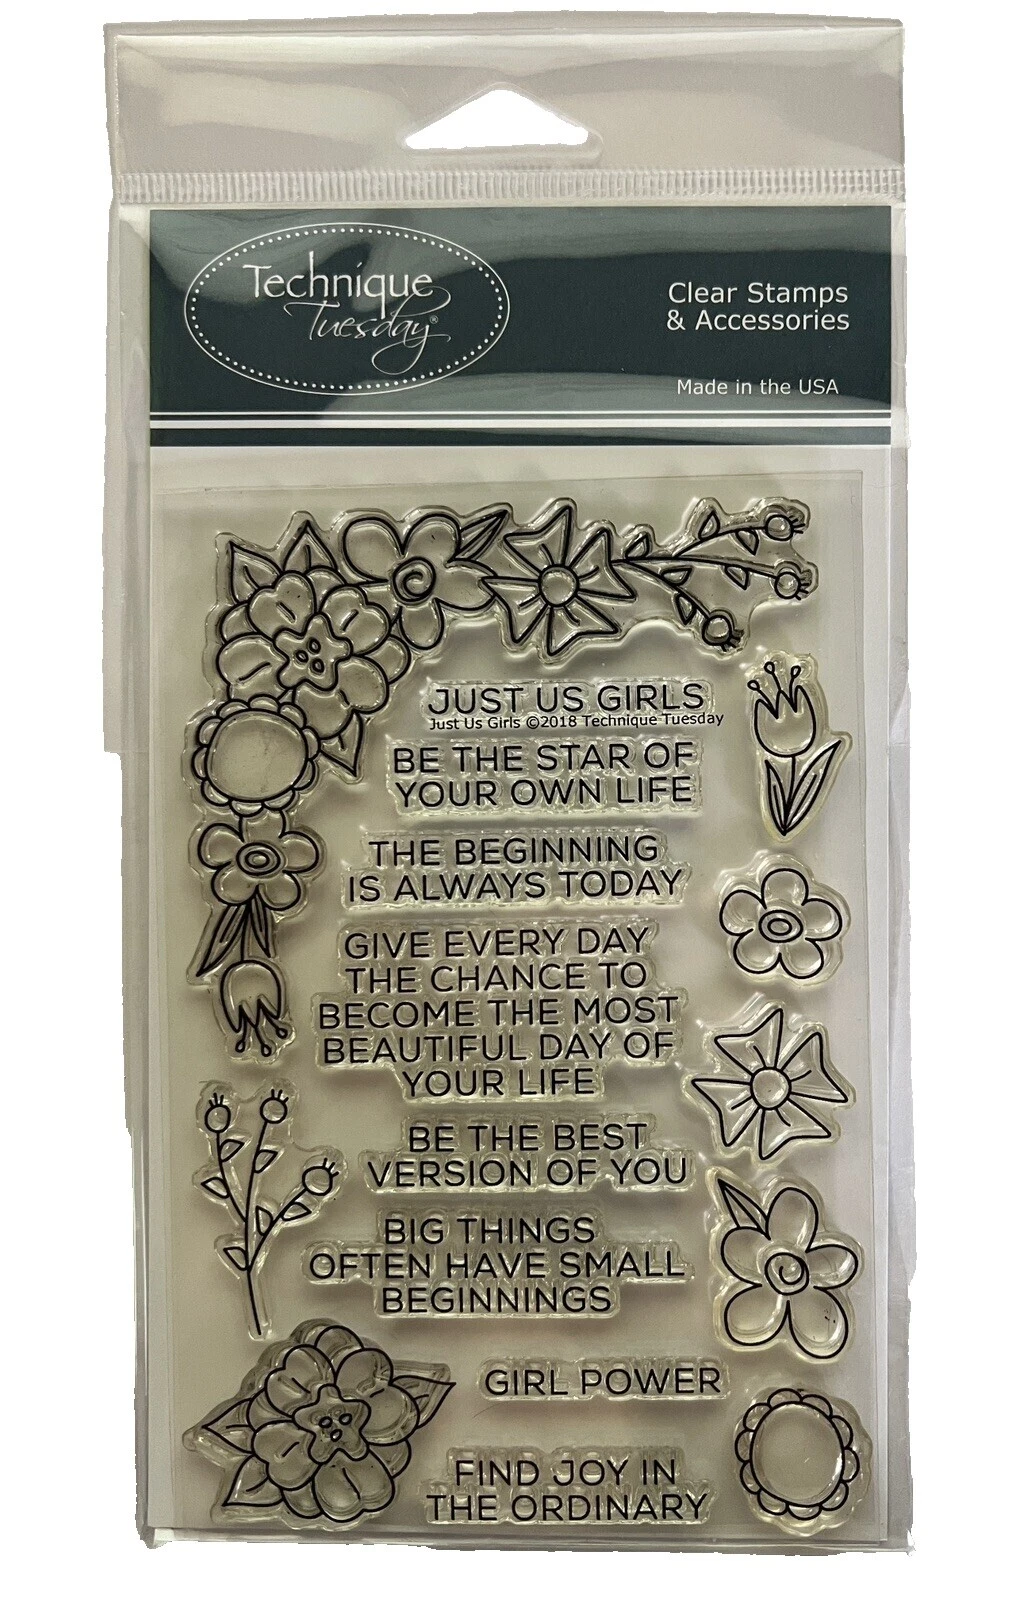 Technique
Tuesday®
Clear Stamps
& Accessories
Made in the USA
JUST US GIRLS
Just Us Girls ©2018 Technique Tuesday
BE THE STAR OF
YOUR OWN LIFE
THE BEGINNING
IS ALWAYS TODAY
GIVE EVERY DAY
THE CHANCE TO
BECOME THE MOST
BEAUTIFUL DAY OF
YOUR LIFE
BE THE BEST
VERSION OF YOU
BIG THINGS
OFTEN HAVE SMALL
BEGINNINGS
GIRL POWER
FIND JOY IN
THE ORDINARY